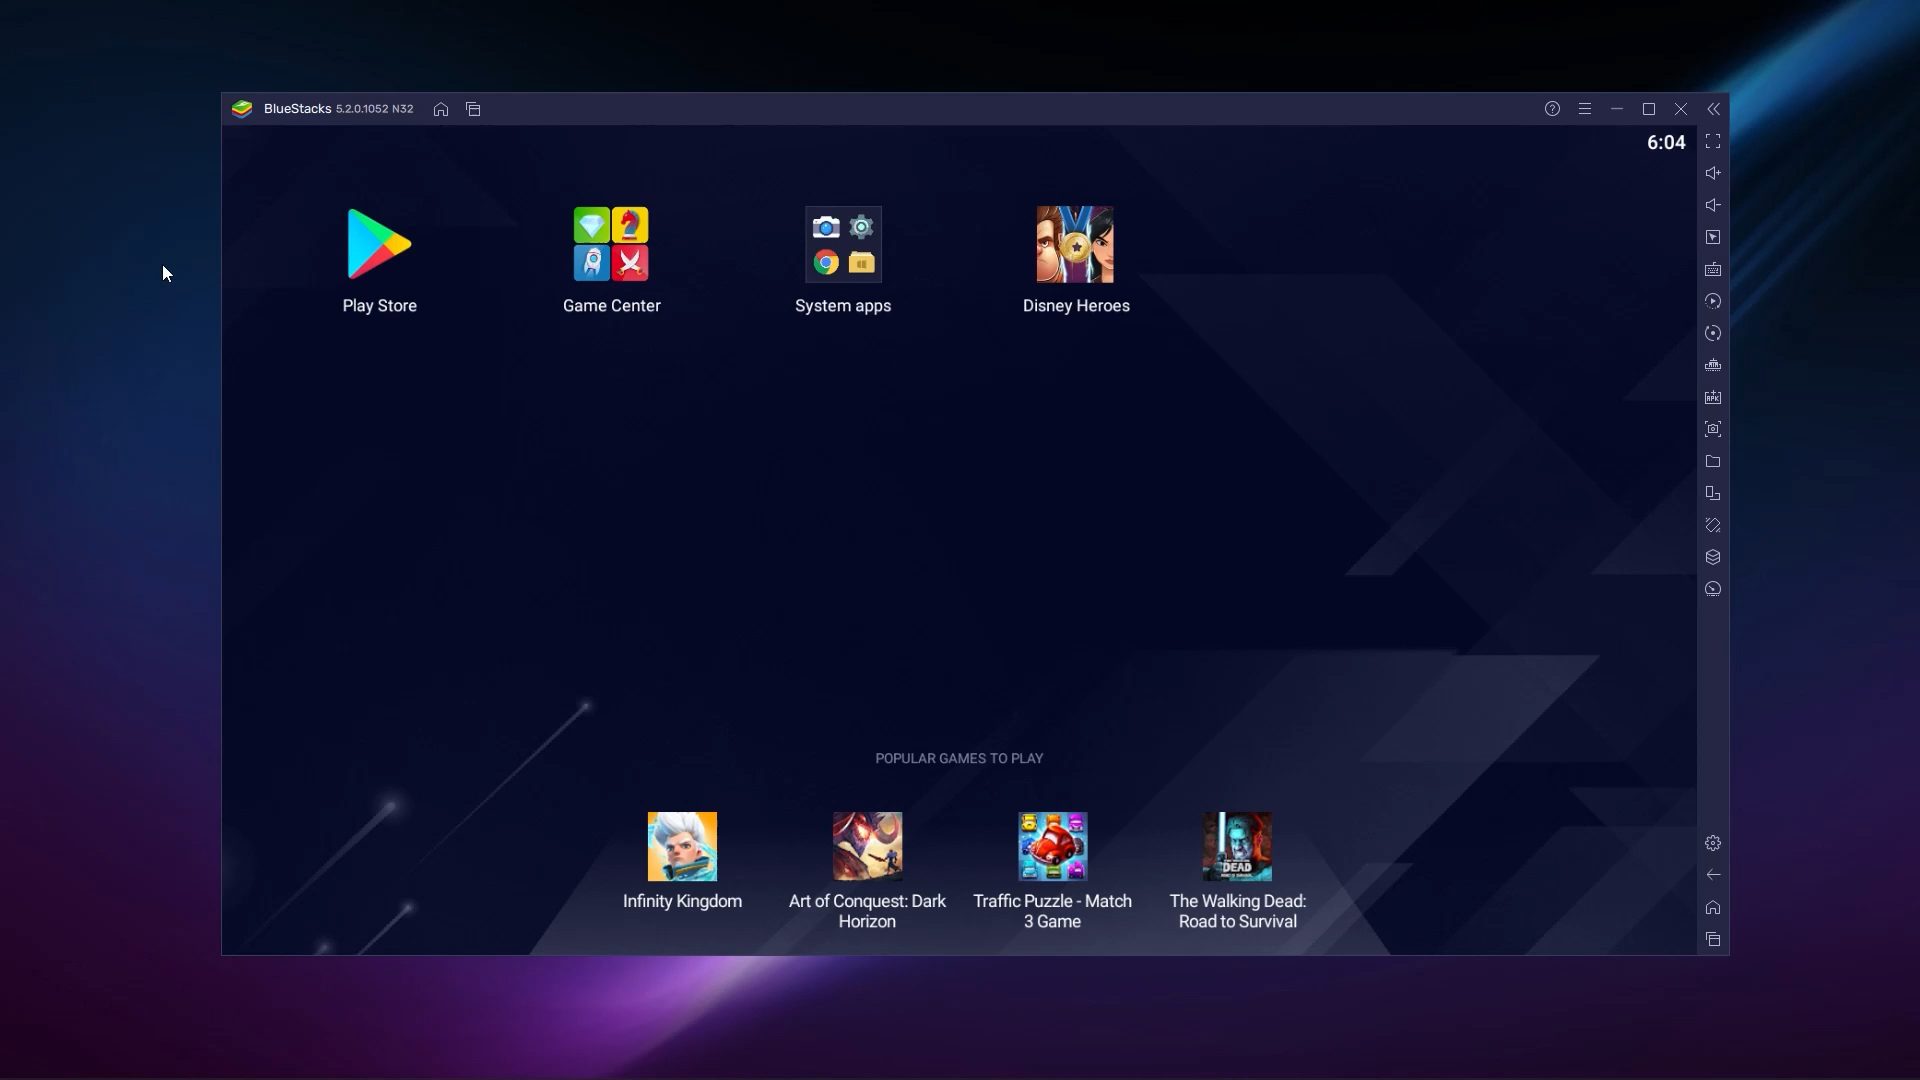 BlueStacks 5.2.0.1052 N32
6:04
Play Store
Game Center
System apps
Disney Heroes
POPULAR GAMES TO PLAY
Infinity Kingdom
Art of Conquest: Dark
Horizon
Traffic Puzzle - Match
3 Game
DEAD
The Walking Dead:
Road to Survival